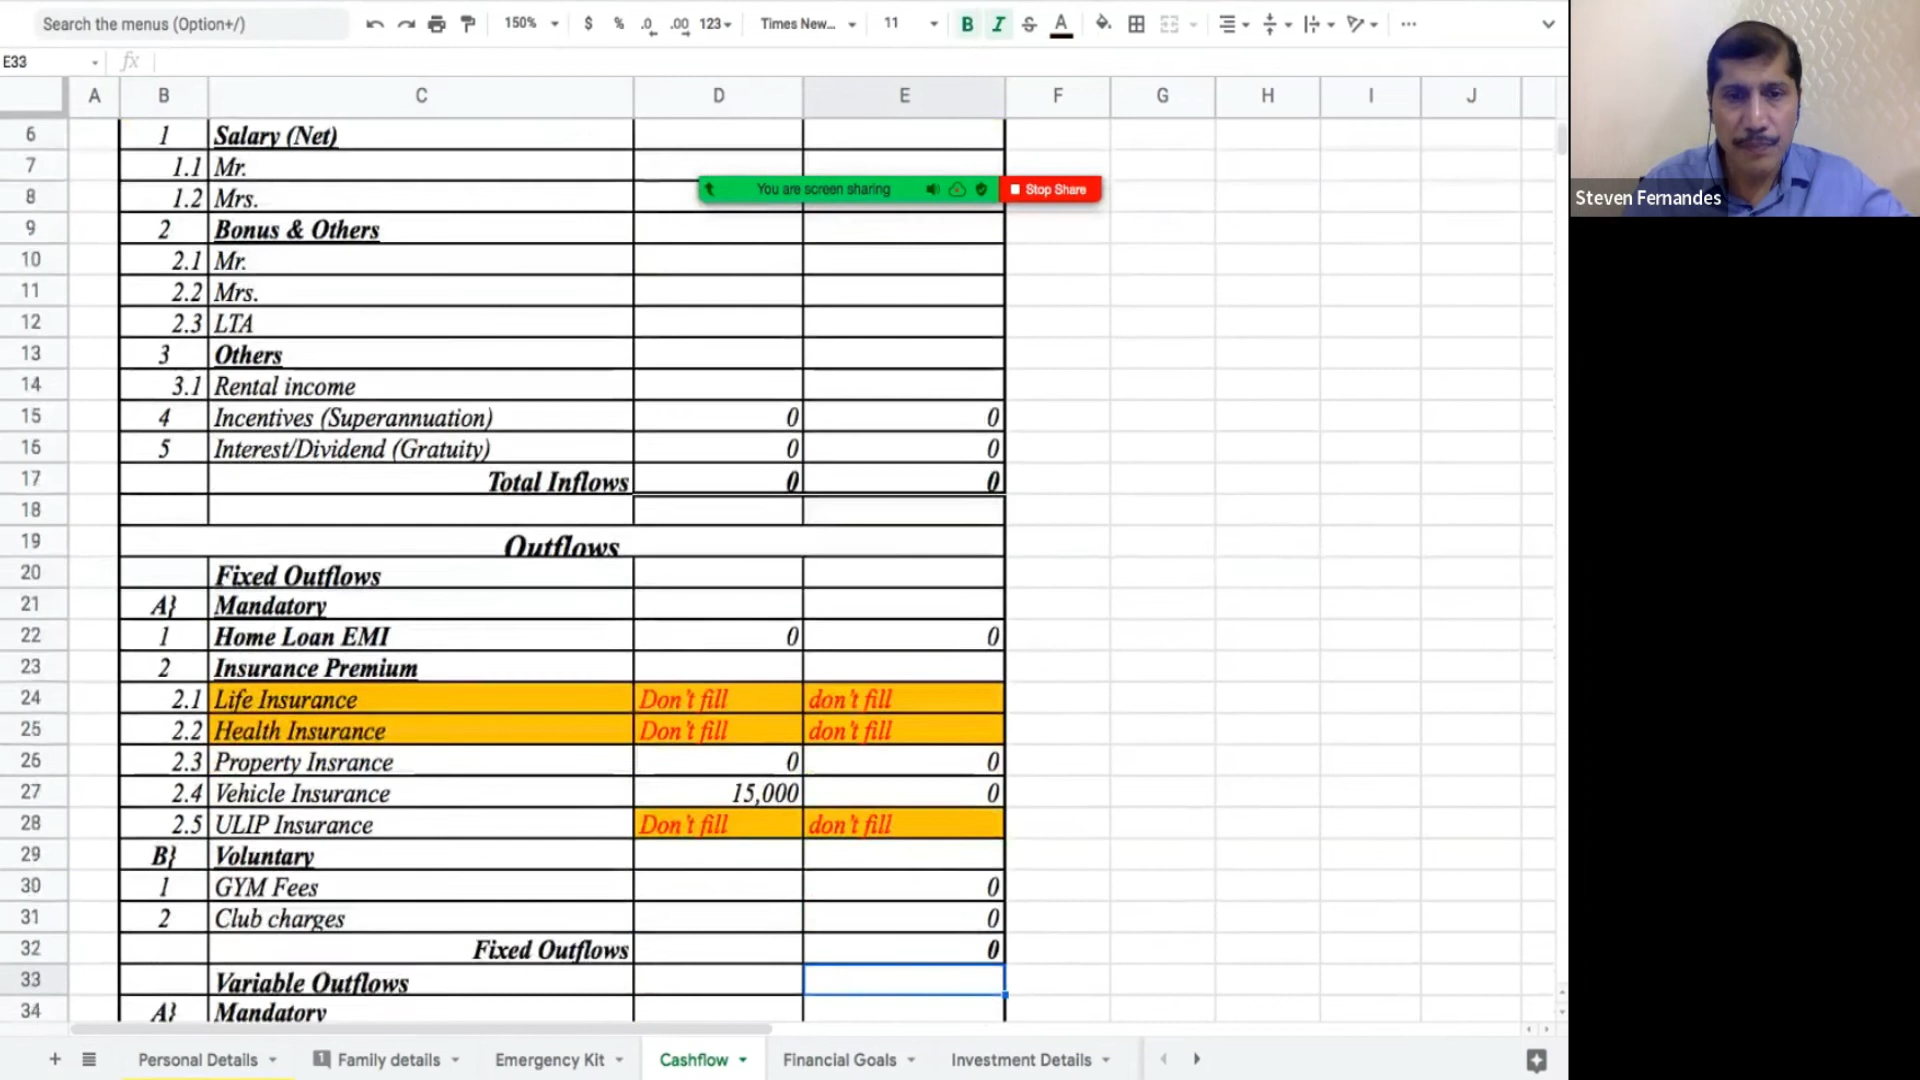 Search the menus (Option+/)
150%
$ % .0 .00 123
Times New...
11
B I S A
E33
fx
A B C D E F G H I J
6 1 Salary (Net)
7 1.1 Mr.
8 1.2 Mrs.
You are screen sharing
Stop Share
9 2 Bonus & Others
10 2.1 Mr.
11 2.2 Mrs.
12 2.3 LTA
13 3 Others
14 3.1 Rental income
15 4 Incentives (Superannuation) 0 0
16 5 Interest/Dividend (Gratuity) 0 0
17 Total Inflows 0 0
18
19 Outflows
20 Fixed Outflows
21 A} Mandatory
22 1 Home Loan EMI 0 0
23 2 Insurance Premium
24 2.1 Life Insurance Don't fill don't fill
25 2.2 Health Insurance Don't fill don't fill
26 2.3 Property Insrance 0 0
27 2.4 Vehicle Insurance 15,000 0
28 2.5 ULIP Insurance Don't fill don't fill
29 B} Voluntary
30 1 GYM Fees 0
31 2 Club charges 0
32 Fixed Outflows 0
33 Variable Outflows
34 A} Mandatory
+ Personal Details 1 Family details Emergency Kit Cashflow Financial Goals Investment Details
Steven Fernandes